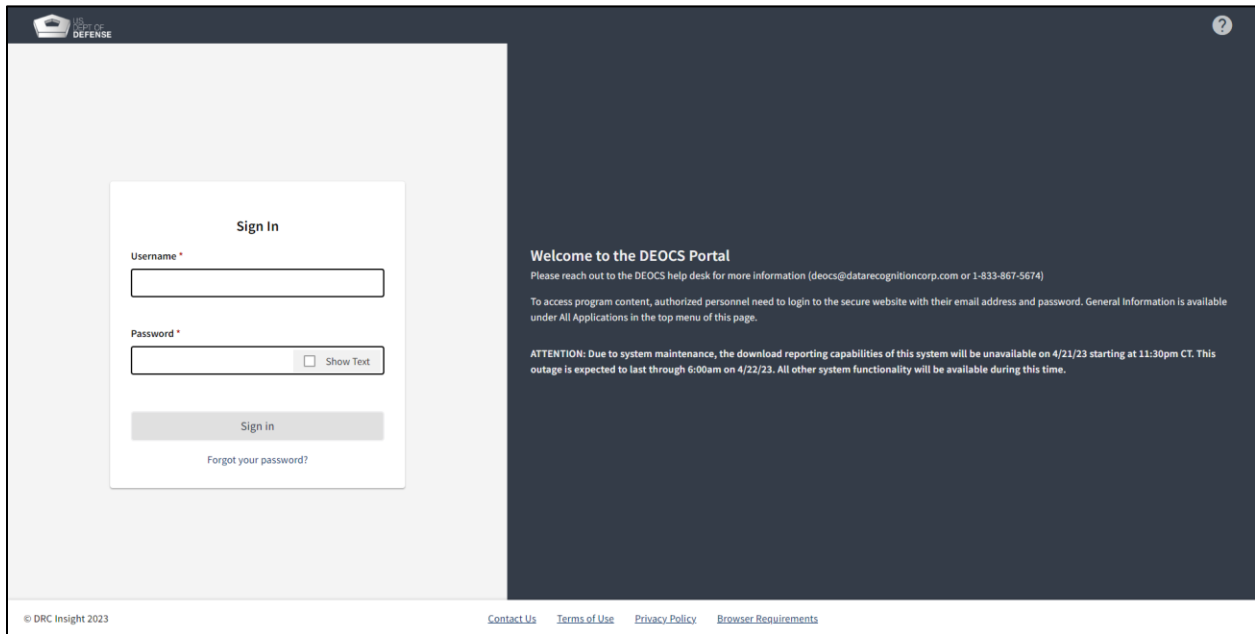 US
DEPT OF
DEFENSE
?
Sign In
Username *
Password *
Show Text
Sign in
Forgot your password?
Welcome to the DEOCS Portal
Please reach out to the DEOCS help desk for more information (deocs@datarecognitioncorp.com or 1-833-867-5674)
To access program content, authorized personnel need to login to the secure website with their email address and password. General Information is available
under All Applications in the top menu of this page.
ATTENTION: Due to system maintenance, the download reporting capabilities of this system will be unavailable on 4/21/23 starting at 11:30pm CT. This
outage is expected to last through 6:00am on 4/22/23. All other system functionality will be available during this time.
© DRC Insight 2023
Contact Us Terms of Use Privacy Policy Browser Requirements